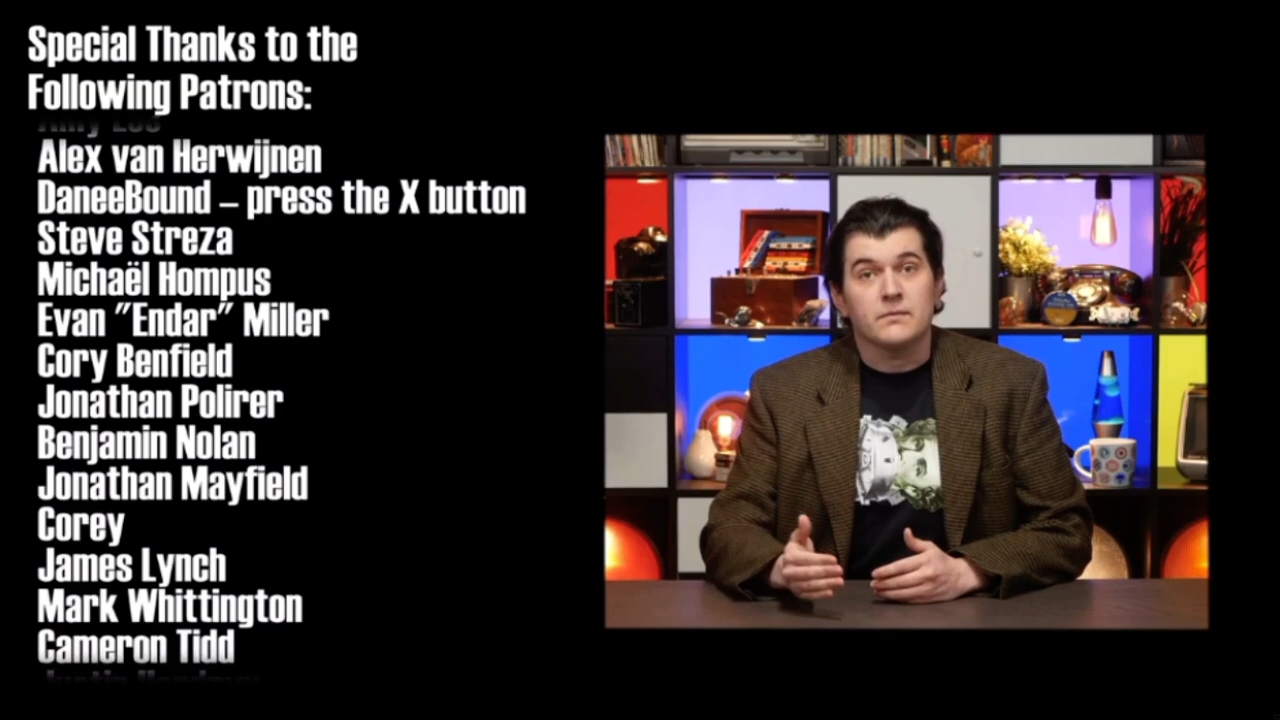 Special Thanks to the
Following Patrons:
Alex van Herwijnen
DaneeBound – press the X button
Steve Streza
Michaël Hompus
Evan "Endar" Miller
Cory Benfield
Jonathan Polirer
Benjamin Nolan
Jonathan Mayfield
Corey
James Lynch
Mark Whittington
Cameron Tidd